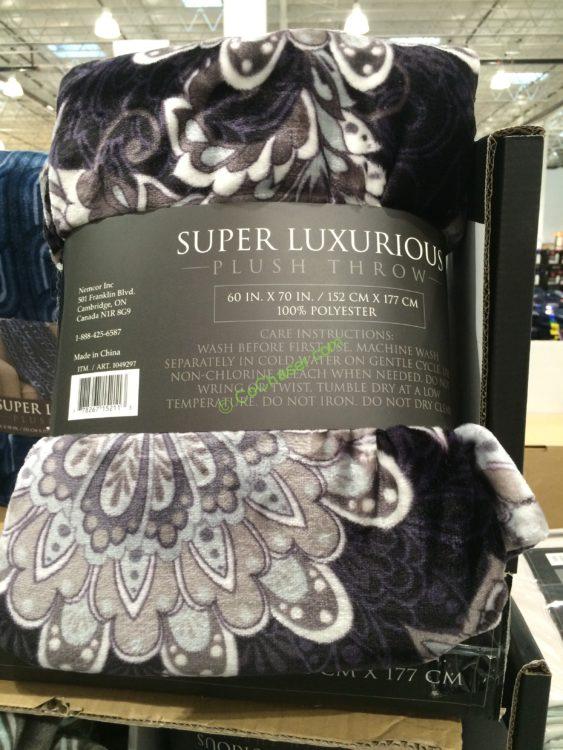 SUPER LUXURIOUS
PLUSH THROW
60 IN. X 70 IN. / 152 CM X 177 CM
100% POLYESTER
CARE INSTRUCTIONS:
WASH BEFORE FIRST USE. MACHINE WASH
SEPARATELY IN COLD WATER ON GENTLE CYCLE.
NON-CHLORINE BLEACH WHEN NEEDED. DO NOT
WRING OR TWIST. TUMBLE DRY AT LOW
TEMPERATURE. DO NOT IRON. DO NOT DRY CLEAN
Nemcor Inc
501 Franklin Blvd.
Cambridge, ON
Canada N1R 8G9
1-888-425-6587
Made in China
ITM. / ART. 1049297
78267 15211
SUPER
PLUS
CM X 177 CM